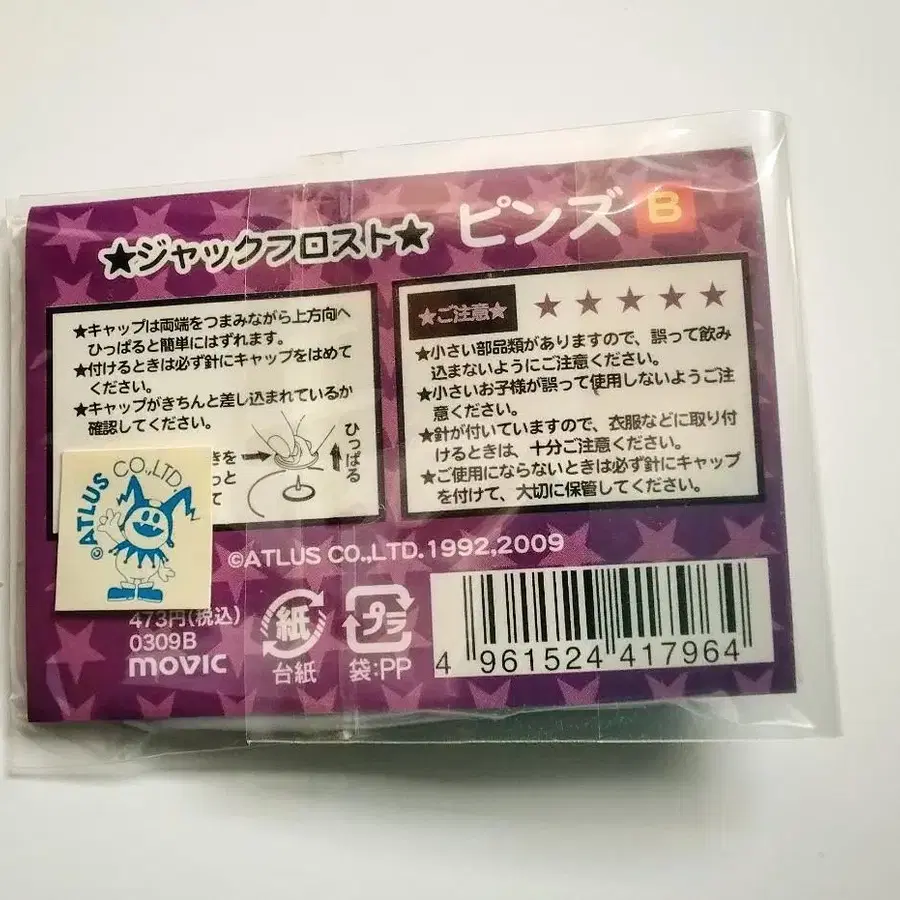 ★ジャックフロスト★ ピンズ B
★キャップは両端をつまみながら上方向へ
ひっぱると簡単にはずれます。
★付けるときは必ず針にキャップをはめて
ください。
★キャップがきちんと差し込まれているか
確認してください。
きを
っと
て
ひっぱる
★ご注意★ ★★★★★
★小さい部品類がありますので、誤って飲み
込まないようにご注意ください。
★小さいお子様が誤って使用しないようご注
意ください。
★針が付いていますので、衣服などに取り付
けるときは、十分ご注意ください。
★ご使用にならないときは必ず針にキャップ
を付けて、大切に保管してください。
©ATLUS CO.,LTD
©ATLUS CO.,LTD.1992,2009
473円(税込)
0309B
movic
紙
台紙
プラ
袋:PP
4 961524 417964